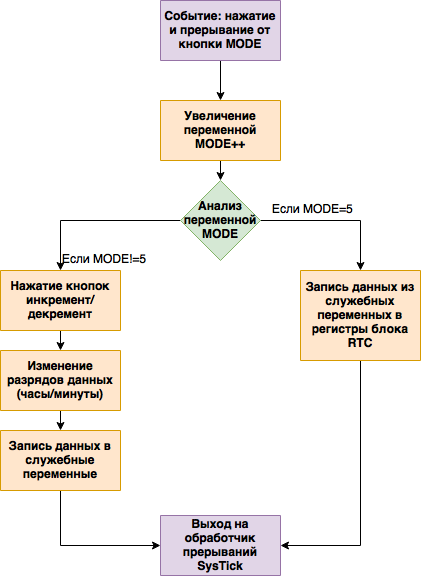 Событие: нажатие
и прерывание от
кнопки MODE
Увеличение
переменной
MODE++
Анализ
переменной
MODE
Если MODE=5
Если MODE!=5
Нажатие кнопок
инкремент/
декремент
Запись данных из
служебных
переменных в
регистры блока
RTC
Изменение
разрядов данных
(часы/минуты)
Запись данных в
служебные
переменные
Выход на
обработчик
прерываний
SysTick